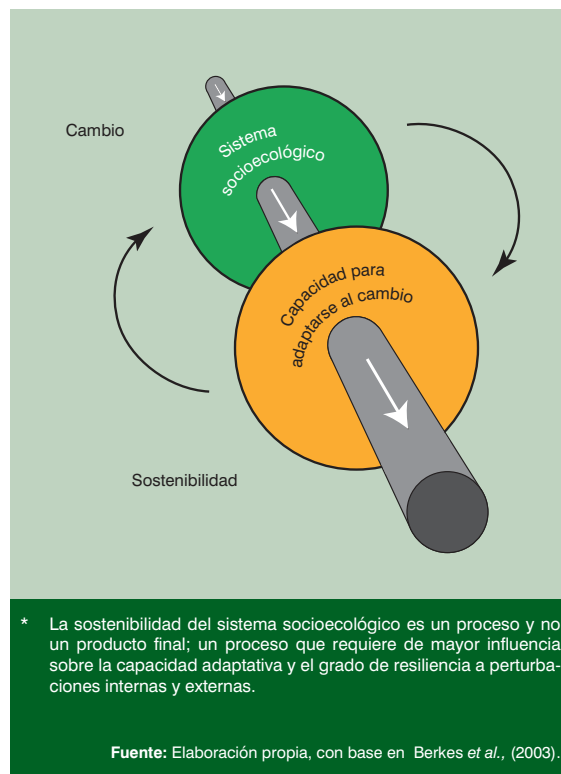 Cambio
Sistema
socioecológico
Capacidad para
adaptarse al cambio
Sostenibilidad
* La sostenibilidad del sistema socioecológico es un proceso y no
un producto final; un proceso que requiere de mayor influencia
sobre la capacidad adaptativa y el grado de resiliencia a perturba-
ciones internas y externas.
Fuente: Elaboración propia, con base en Berkes et al., (2003).